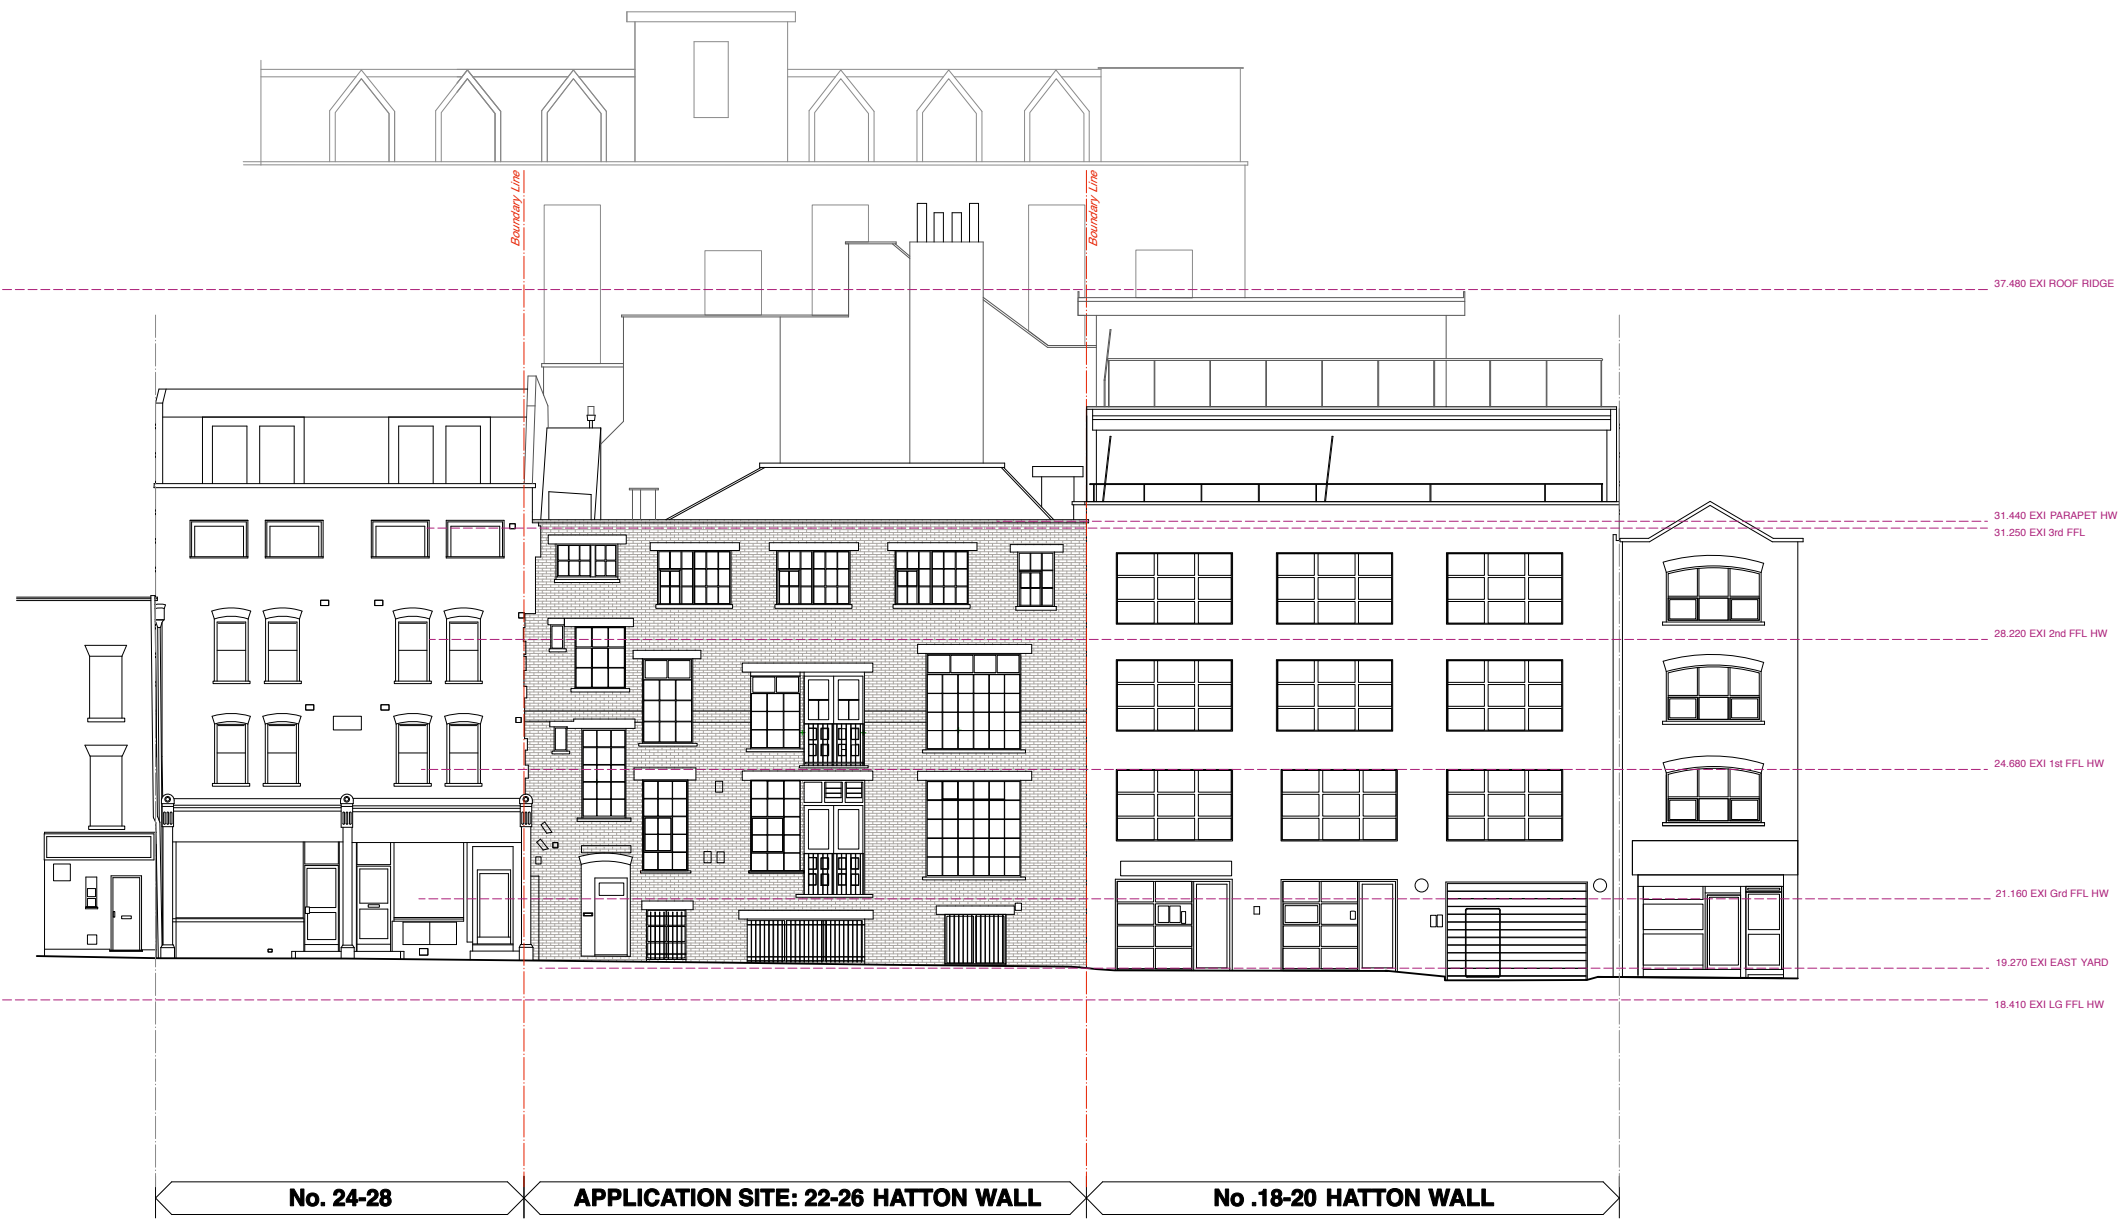 Boundary Line
Boundary Line
37.480 EXI ROOF RIDGE
31.440 EXI PARAPET HW
31.250 EXI 3rd FFL
28.220 EXI 2nd FFL HW
24.680 EXI 1st FFL HW
21.160 EXI Grd FFL HW
19.270 EXI EAST YARD
18.410 EXI LG FFL HW
No. 24-28
APPLICATION SITE: 22-26 HATTON WALL
No .18-20 HATTON WALL